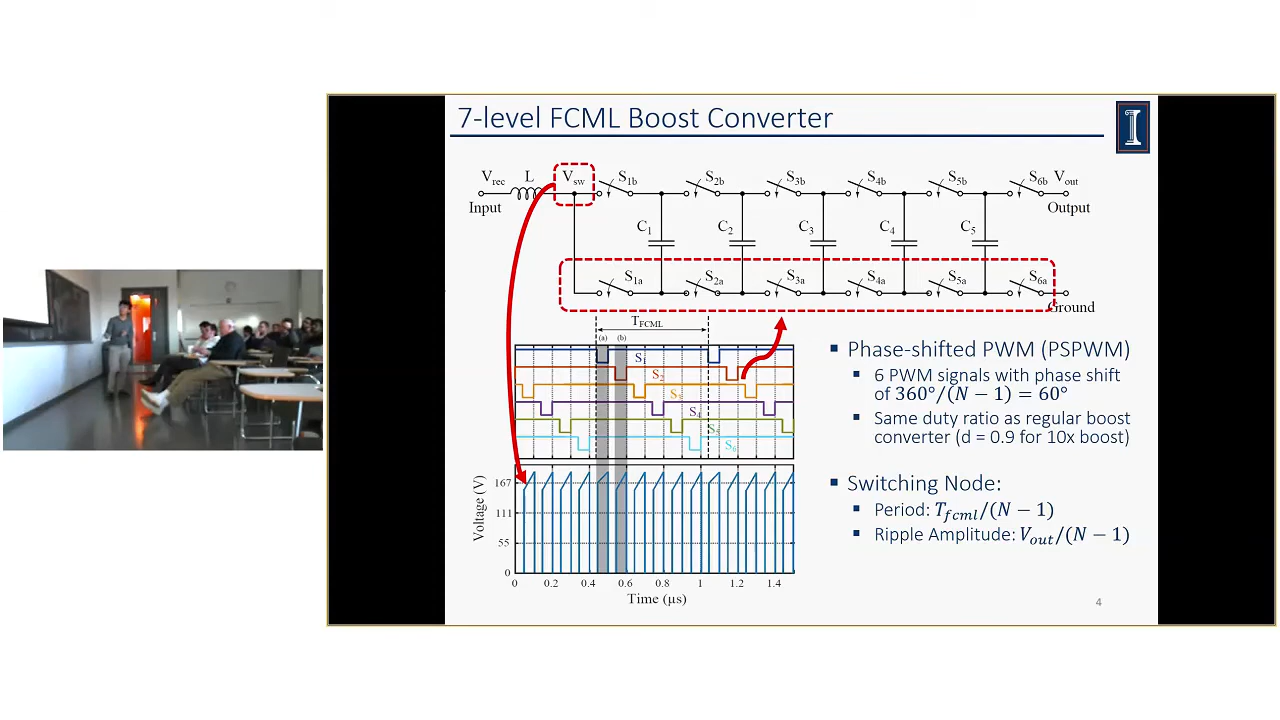 7-level FCML Boost Converter
I
V_rec L V_sw S_1b S_2b S_3b S_4b S_5b S_6b V_out
Input Output
C_1 C_2 C_3 C_4 C_5
S_1a S_2a S_3a S_4a S_5a S_6a
Ground
T_FCML
(a) (b)
S_1
S_2
S_3
S_4
S_5
S_6
Voltage (V)
167
111
55
0
0 0.2 0.4 0.6 0.8 1 1.2 1.4
Time (µs)
▪ Phase-shifted PWM (PSPWM)
▪ 6 PWM signals with phase shift
of 360°/(N − 1) = 60°
▪ Same duty ratio as regular boost
converter (d = 0.9 for 10x boost)
▪ Switching Node:
▪ Period: T_fcml/(N − 1)
▪ Ripple Amplitude: V_out/(N − 1)
4